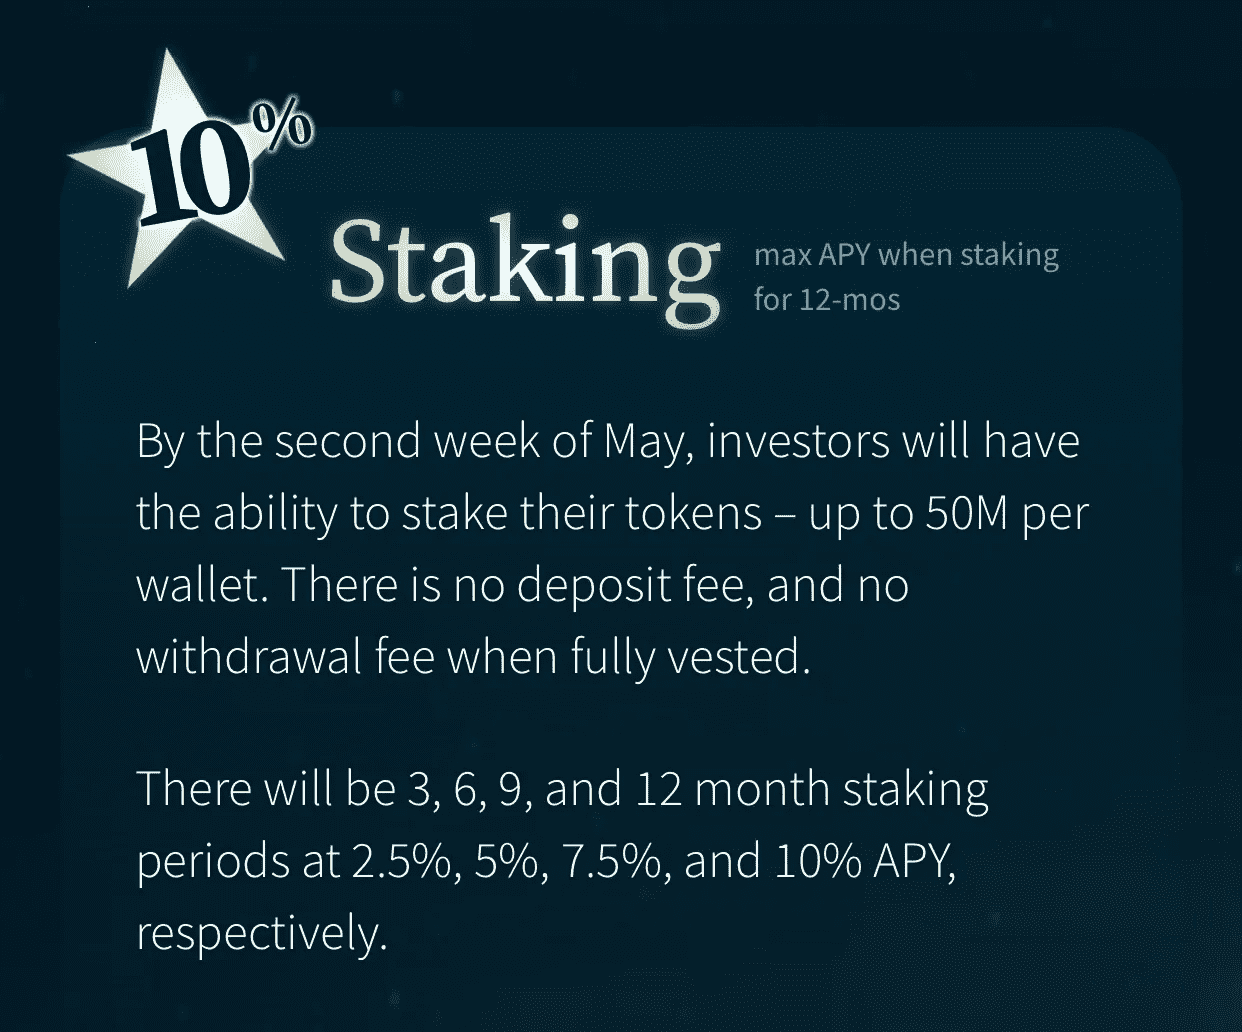 10%
Staking
max APY when staking
for 12-mos
By the second week of May, investors will have
the ability to stake their tokens – up to 50M per
wallet. There is no deposit fee, and no
withdrawal fee when fully vested.
There will be 3, 6, 9, and 12 month staking
periods at 2.5%, 5%, 7.5%, and 10% APY,
respectively.